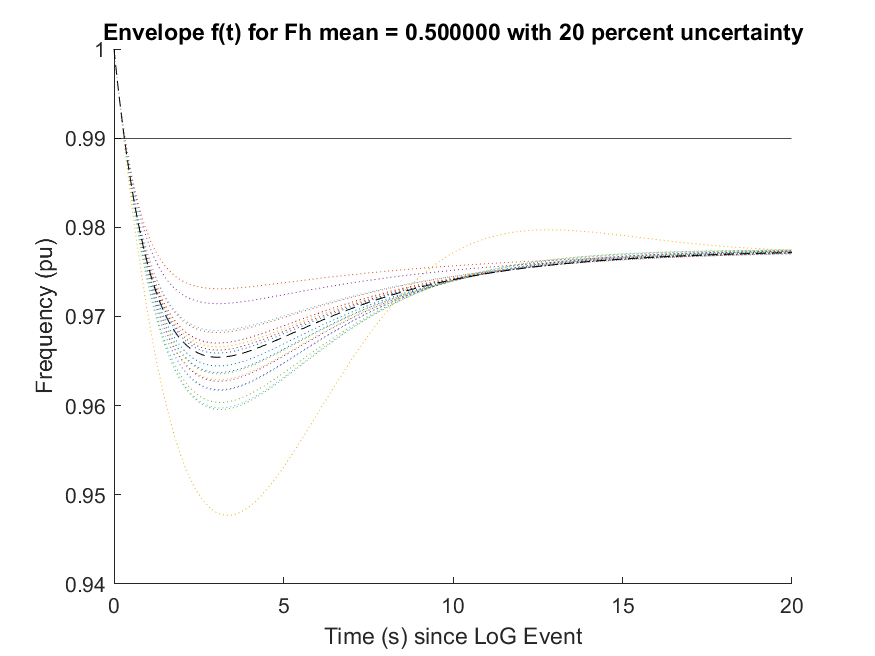 Envelope f(t) for Fh mean = 0.500000 with 20 percent uncertainty
1
0.99
0.98
0.97
0.96
0.95
0.94
Frequency (pu)
0 5 10 15 20
Time (s) since LoG Event